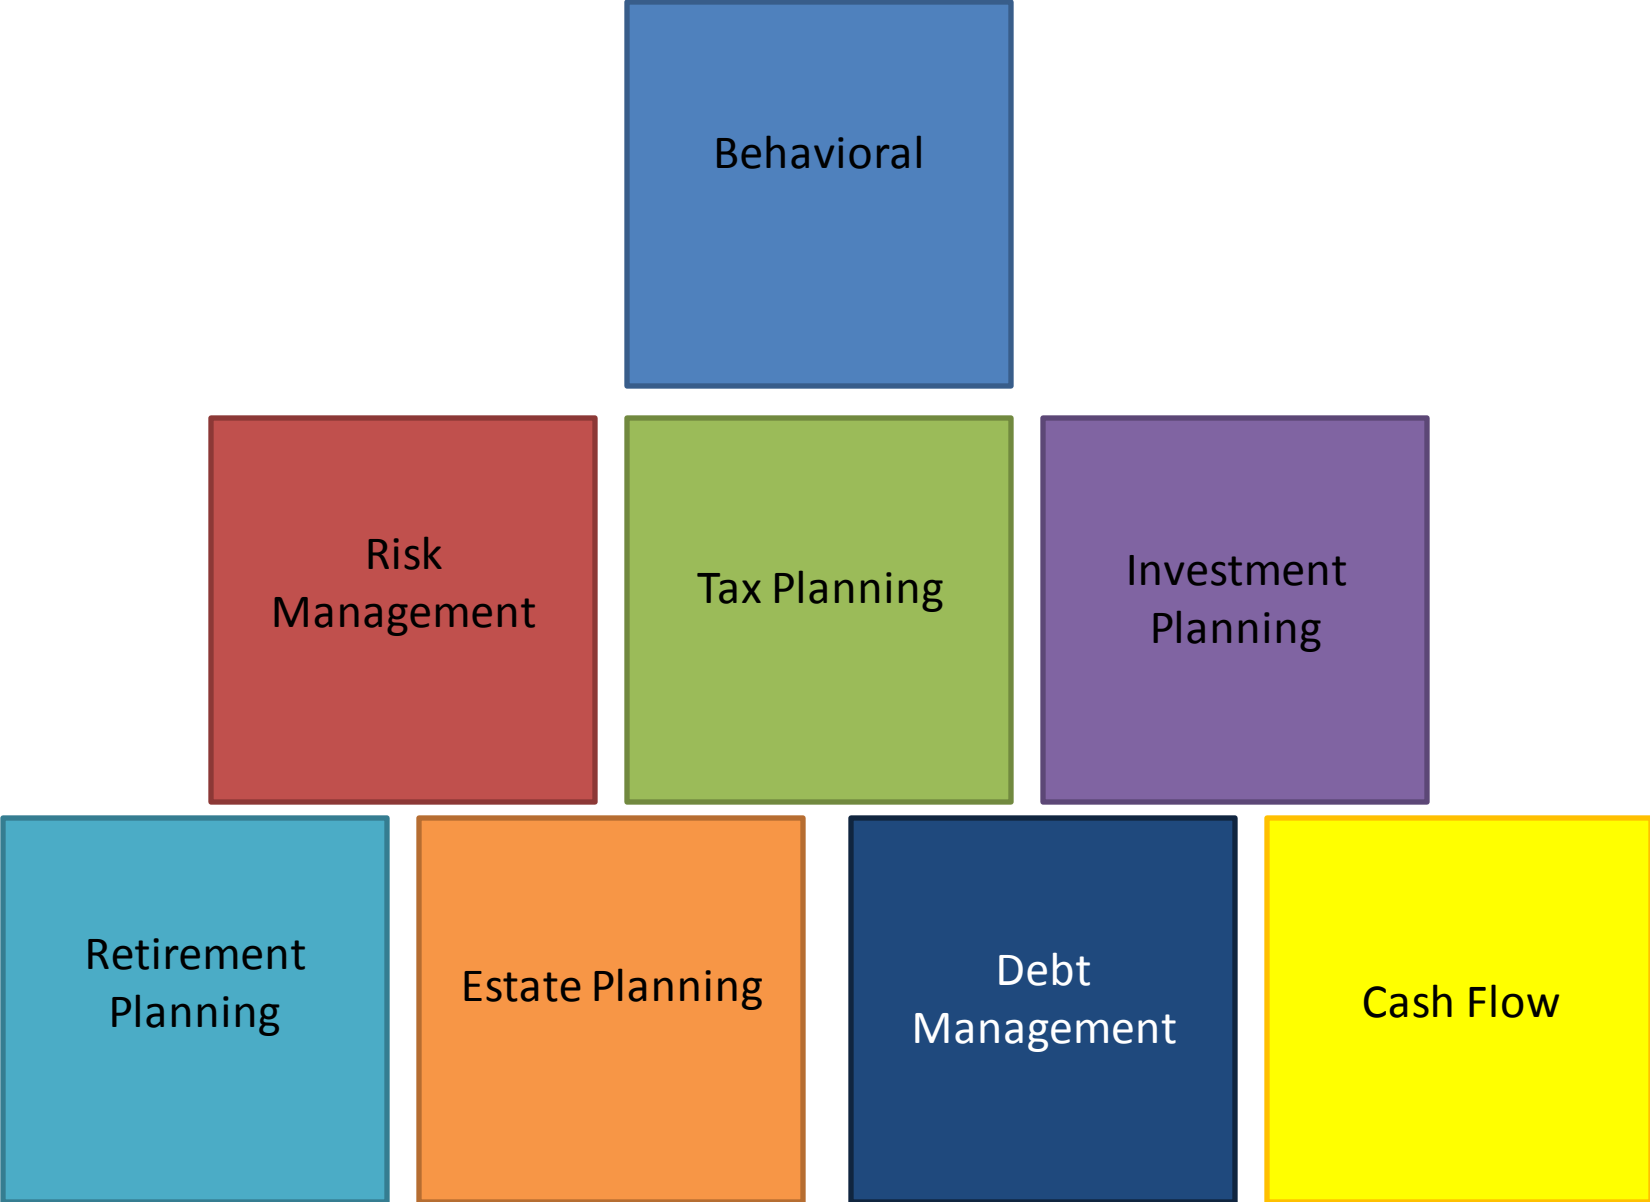 Behavioral
Risk
Management
Tax Planning
Investment
Planning
Retirement
Planning
Estate Planning
Debt
Management
Cash Flow